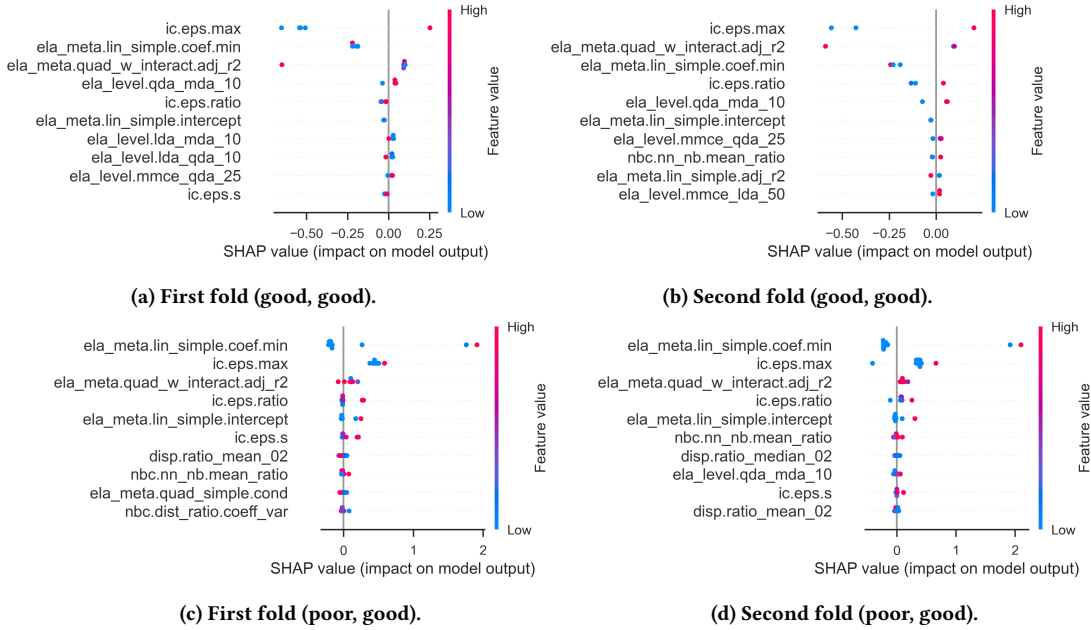 High
ic.eps.max
ela_meta.lin_simple.coef.min
ela_meta.quad_w_interact.adj_r2
ela_level.qda_mda_10
ic.eps.ratio
ela_meta.lin_simple.intercept
ela_level.lda_mda_10
ela_level.lda_qda_10
ela_level.mmce_qda_25
ic.eps.s
Feature value
Low
−0.50 −0.25 0.00 0.25
SHAP value (impact on model output)
(a) First fold (good, good).
High
ic.eps.max
ela_meta.quad_w_interact.adj_r2
ela_meta.lin_simple.coef.min
ic.eps.ratio
ela_level.qda_mda_10
ela_meta.lin_simple.intercept
ela_level.mmce_qda_25
nbc.nn_nb.mean_ratio
ela_meta.lin_simple.adj_r2
ela_level.mmce_lda_50
Feature value
Low
−0.50 −0.25 0.00
SHAP value (impact on model output)
(b) Second fold (good, good).
High
ela_meta.lin_simple.coef.min
ic.eps.max
ela_meta.quad_w_interact.adj_r2
ic.eps.ratio
ela_meta.lin_simple.intercept
ic.eps.s
disp.ratio_mean_02
nbc.nn_nb.mean_ratio
ela_meta.quad_simple.cond
nbc.dist_ratio.coeff_var
Feature value
Low
0 1 2
SHAP value (impact on model output)
(c) First fold (poor, good).
High
ela_meta.lin_simple.coef.min
ic.eps.max
ela_meta.quad_w_interact.adj_r2
ic.eps.ratio
ela_meta.lin_simple.intercept
nbc.nn_nb.mean_ratio
disp.ratio_median_02
ela_level.qda_mda_10
ic.eps.s
disp.ratio_mean_02
Feature value
Low
0 1 2
SHAP value (impact on model output)
(d) Second fold (poor, good).